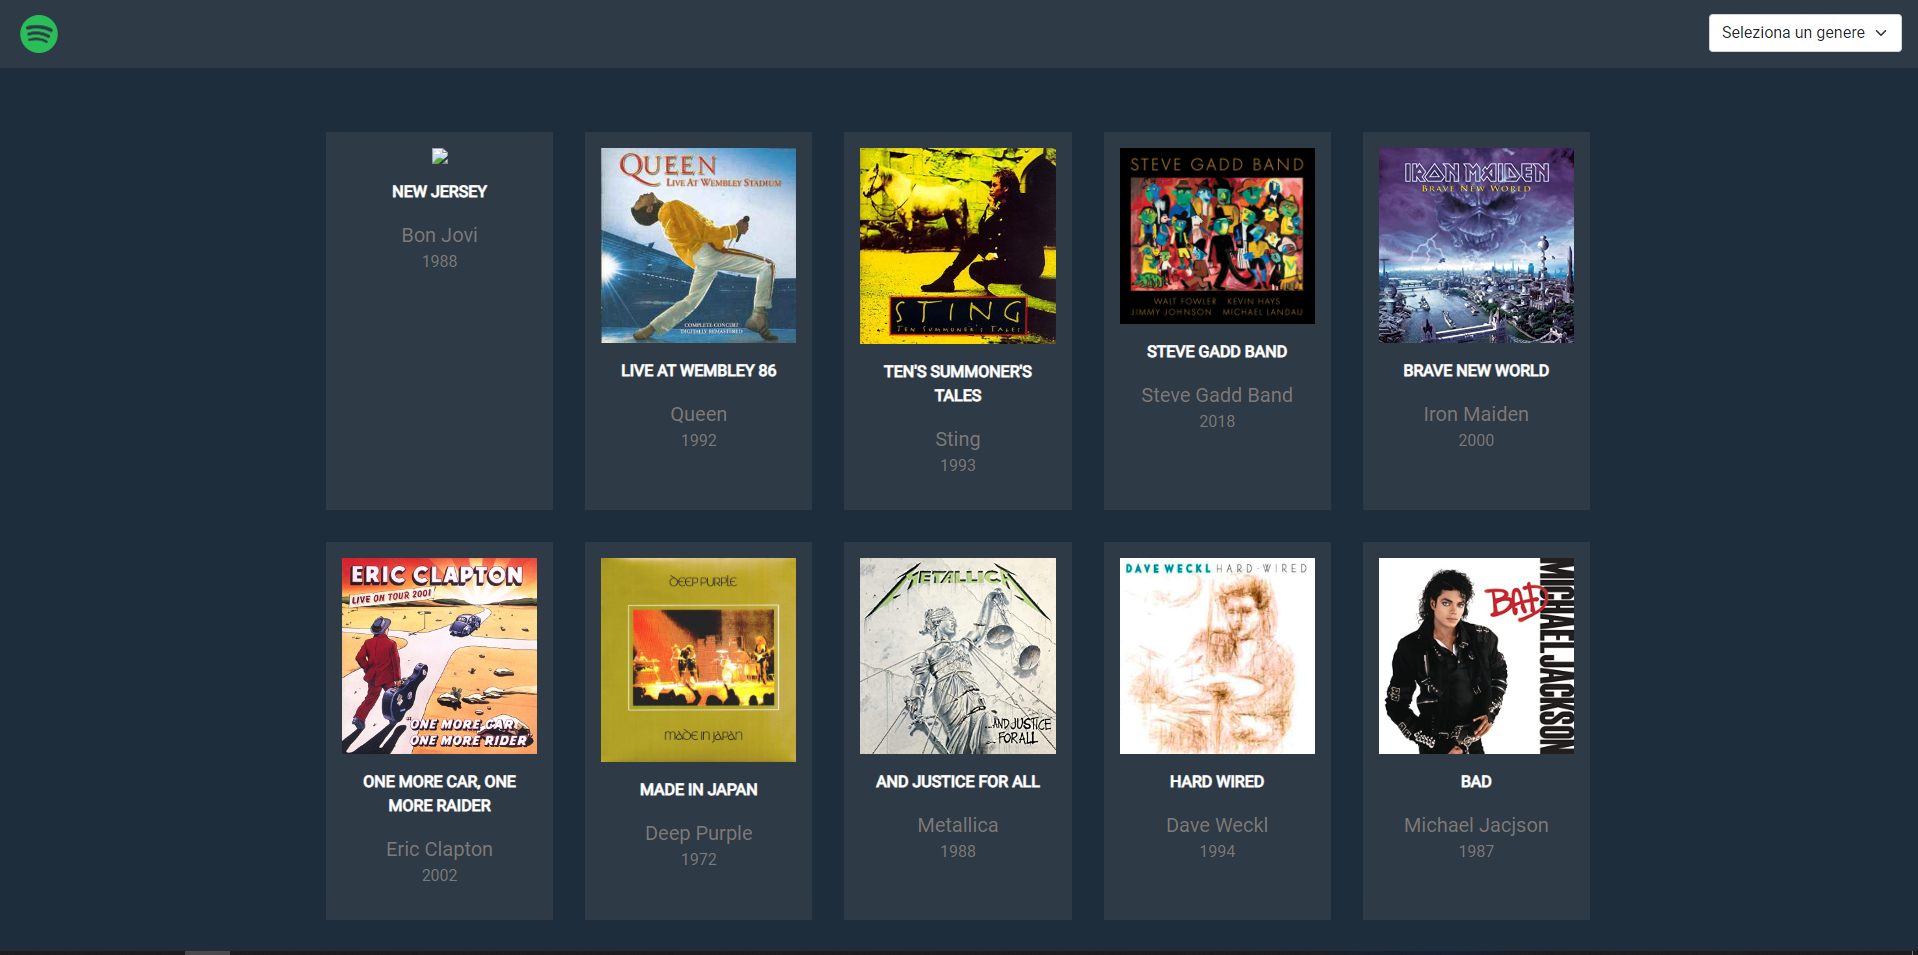 Seleziona un genere
NEW JERSEY
Bon Jovi
1988
QUEEN
LIVE AT WEMBLEY STADIUM
COMPLETE CONCERT
DIGITALLY REMASTERED
LIVE AT WEMBLEY 86
Queen
1992
STING
TEN SUMMONER'S TALES
TEN'S SUMMONER'S
TALES
Sting
1993
STEVE GADD BAND
WALT FOWLER KEVIN HAYS
JIMMY JOHNSON MICHAEL LANDAU
STEVE GADD BAND
Steve Gadd Band
2018
IRON MAIDEN
BRAVE NEW WORLD
BRAVE NEW WORLD
Iron Maiden
2000
ERIC CLAPTON
LIVE ON TOUR 2001
ONE MORE CAR
ONE MORE RIDER
ONE MORE CAR, ONE
MORE RAIDER
Eric Clapton
2002
DEEP PURPLE
made in japan
MADE IN JAPAN
Deep Purple
1972
METALLICA
...AND JUSTICE
FOR ALL
AND JUSTICE FOR ALL
Metallica
1988
DAVE WECKL HARD-WIRED
HARD WIRED
Dave Weckl
1994
BAD
MICHAEL JACKSON
BAD
Michael Jacjson
1987